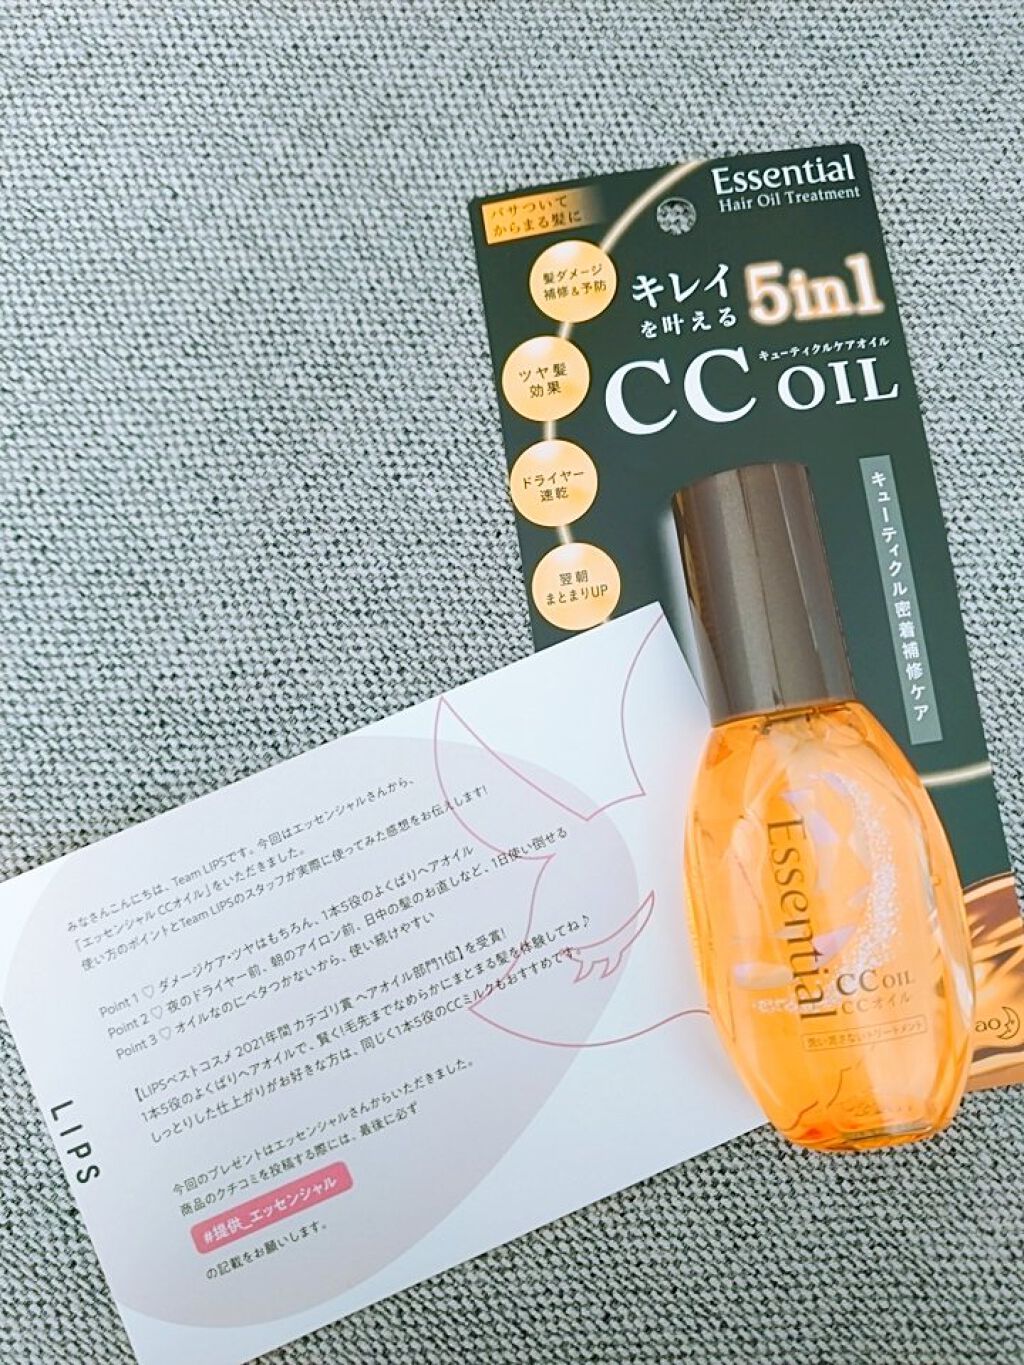 Essential
Hair Oil Treatment
パサついて
からまる髪に
髪ダメージ
補修&予防
ツヤ髪
効果
ドライヤー
速乾
翌朝
まとまりUP
キレイ
を叶える
5in1
キューティクルケアオイル
CC OIL
キューティクル密着補修ケア
Essential
CC OIL
CCオイル
洗い流さないトリートメント
みなさんこんにちは、Team LIPSです。今回はエッセンシャルさんから、
「エッセンシャル CCオイル」をいただきました。
使い方のポイントとTeam LIPSのスタッフが実際に使ってみた感想をお伝えします!
Point 1 ♡ ダメージケア・ツヤはもちろん、1本5役のよくばりヘアオイル
Point 2 ♡ 夜のドライヤー前、朝のアイロン前、日中の髪のお直しなど、1日使い倒せる
Point 3 ♡ オイルなのにベタつかないから、使い続けやすい
【LIPSベストコスメ 2021年間 カテゴリ賞 ヘアオイル部門1位】を受賞!
1本5役のよくばりヘアオイルで、賢く!毛先までなめらかにまとまる髪を体験してね♪
しっとりした仕上がりがお好きな方は、同じく1本5役のCCミルクもおすすめです。
今回のプレゼントはエッセンシャルさんからいただきました。
商品のクチコミを投稿する際には、最後に必ず
#提供_エッセンシャル
の記載をお願いします。
LIPS